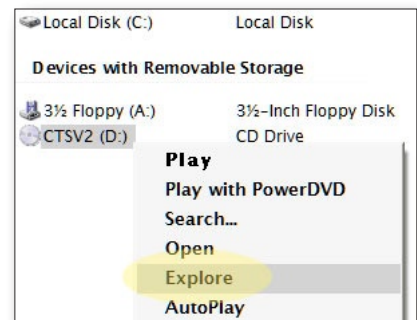 Local Disk (C:) Local Disk
Devices with Removable Storage
3½ Floppy (A:) 3½-Inch Floppy Disk
CTSV2 (D:) CD Drive
Play
Play with PowerDVD
Search...
Open
Explore
AutoPlay